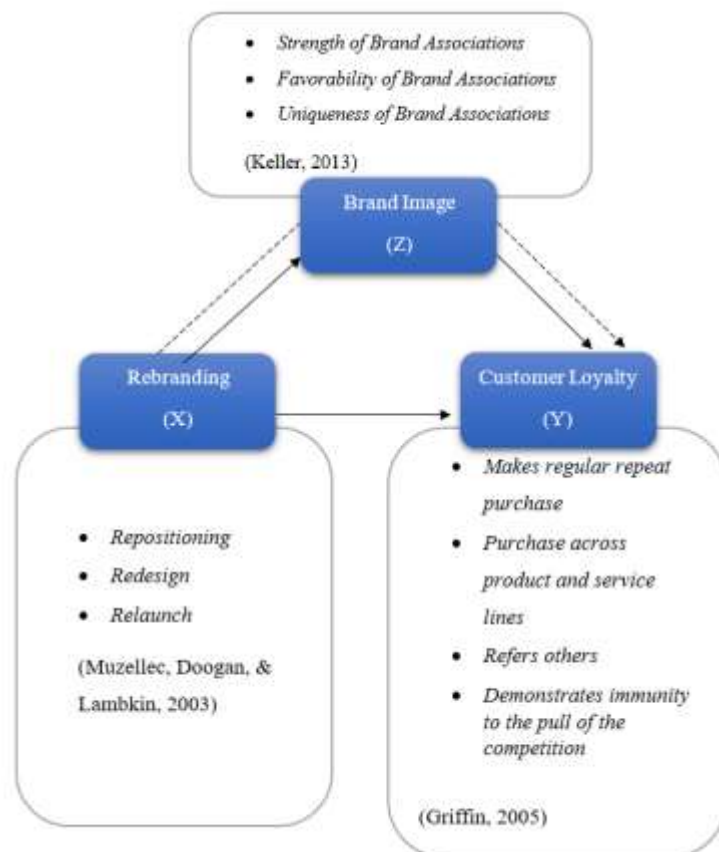 • Strength of Brand Associations
• Favorability of Brand Associations
• Uniqueness of Brand Associations
(Keller, 2013)
Brand Image
(Z)
Rebranding
(X)
Customer Loyalty
(Y)
• Repositioning
• Redesign
• Relaunch
(Muzellec, Doogan, &
Lambkin, 2003)
• Makes regular repeat
purchase
• Purchase across
product and service
lines
• Refers others
• Demonstrates immunity
to the pull of the
competition
(Griffin, 2005)